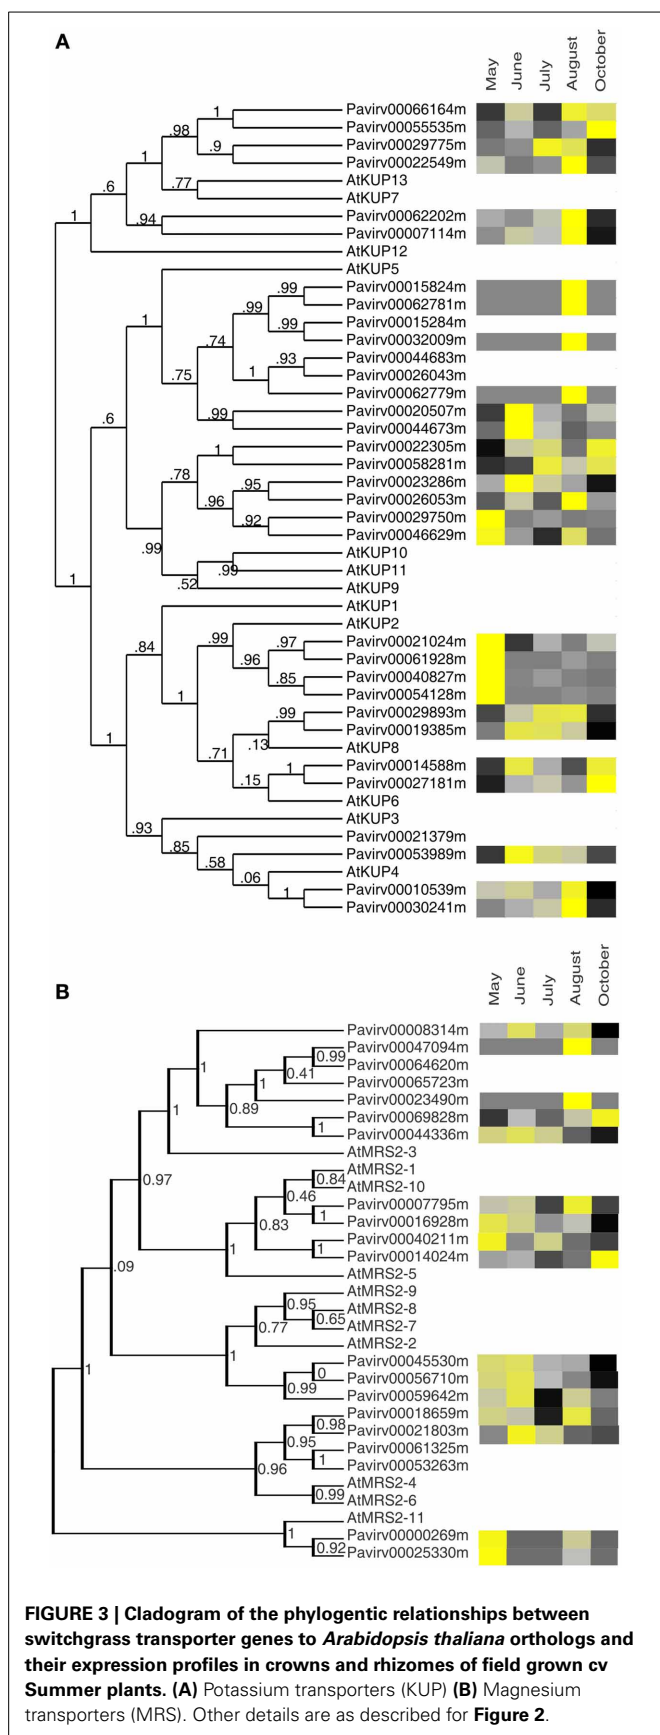 A
May
June
July
August
October
1
Pavirv00066164m
.98
Pavirv00055535m
1
.9
Pavirv00029775m
Pavirv00022549m
.6
.77
AtKUP13
AtKUP7
1
.94
Pavirv00062202m
Pavirv00007114m
AtKUP12
AtKUP5
.99
Pavirv00015824m
.99
Pavirv00062781m
1
.99
Pavirv00015284m
.74
Pavirv00032009m
.93
Pavirv00044683m
.75
1
Pavirv00026043m
Pavirv00062779m
.6
.99
Pavirv00020507m
Pavirv00044673m
1
Pavirv00022305m
.78
Pavirv00058281m
.95
Pavirv00023286m
.96
Pavirv00026053m
.92
Pavirv00029750m
Pavirv00046629m
.99
AtKUP10
.99
AtKUP11
1
.52
AtKUP9
AtKUP1
AtKUP2
.84
.99
.97
Pavirv00021024m
.96
Pavirv00061928m
.85
Pavirv00040827m
1
Pavirv00054128m
.99
Pavirv00029893m
Pavirv00019385m
1
.71
.13
AtKUP8
1
Pavirv00014588m
.15
Pavirv00027181m
AtKUP6
AtKUP3
.93
Pavirv00021379m
.85
Pavirv00053989m
.58
AtKUP4
.06
1
Pavirv00010539m
Pavirv00030241m
B
May
June
July
August
October
Pavirv00008314m
Pavirv00047094m
0.99
1
Pavirv00064620m
0.41
1
Pavirv00065723m
Pavirv00023490m
1
0.89
Pavirv00069828m
1
Pavirv00044336m
AtMRS2-3
AtMRS2-1
0.97
0.84
AtMRS2-10
0.46
Pavirv00007795m
1
Pavirv00016928m
0.83
Pavirv00040211m
1
1
Pavirv00014024m
.09
AtMRS2-5
AtMRS2-9
0.95
AtMRS2-8
0.65
AtMRS2-7
0.77
AtMRS2-2
1
Pavirv00045530m
1
0
Pavirv00056710m
0.99
Pavirv00059642m
Pavirv00018659m
0.98
Pavirv00021803m
0.95
Pavirv00061325m
1
0.96
Pavirv00053263m
AtMRS2-4
0.99
AtMRS2-6
AtMRS2-11
1
Pavirv00000269m
0.92
Pavirv00025330m
FIGURE 3 | Cladogram of the phylogentic relationships between
switchgrass transporter genes to Arabidopsis thaliana orthologs and
their expression profiles in crowns and rhizomes of field grown cv
Summer plants. (A) Potassium transporters (KUP) (B) Magnesium
transporters (MRS). Other details are as described for Figure 2.